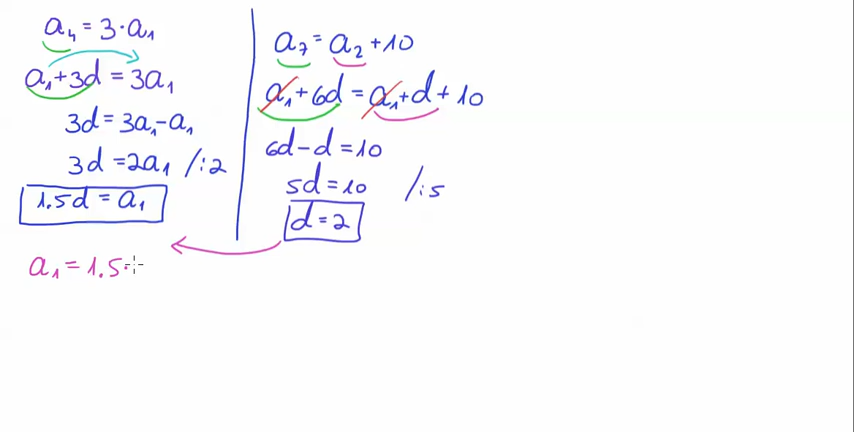 a₄ = 3·a₁
a₁+3d = 3a₁
3d = 3a₁-a₁
3d = 2a₁ /:2
1.5d = a₁
a₁ = 1.5·
a₇ = a₂ +10
a₁ + 6d = a₁+d + 10
6d-d = 10
5d = 10 /:5
d = 2